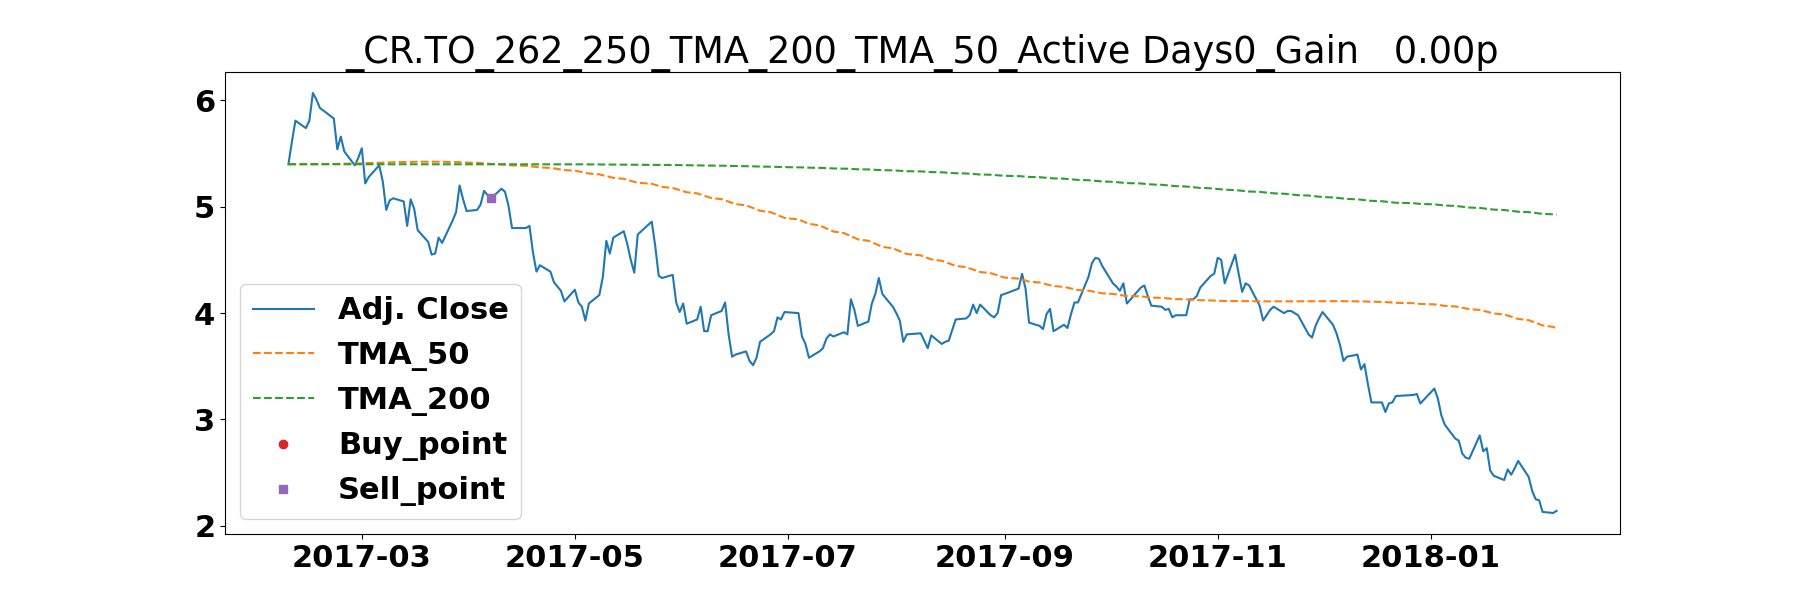 _CR.TO_262_250_TMA_200_TMA_50_Active Days0_Gain   0.00p
6
5
4
3
2
Adj. Close
TMA_50
TMA_200
Buy_point
Sell_point
2017-03 2017-05 2017-07 2017-09 2017-11 2018-01